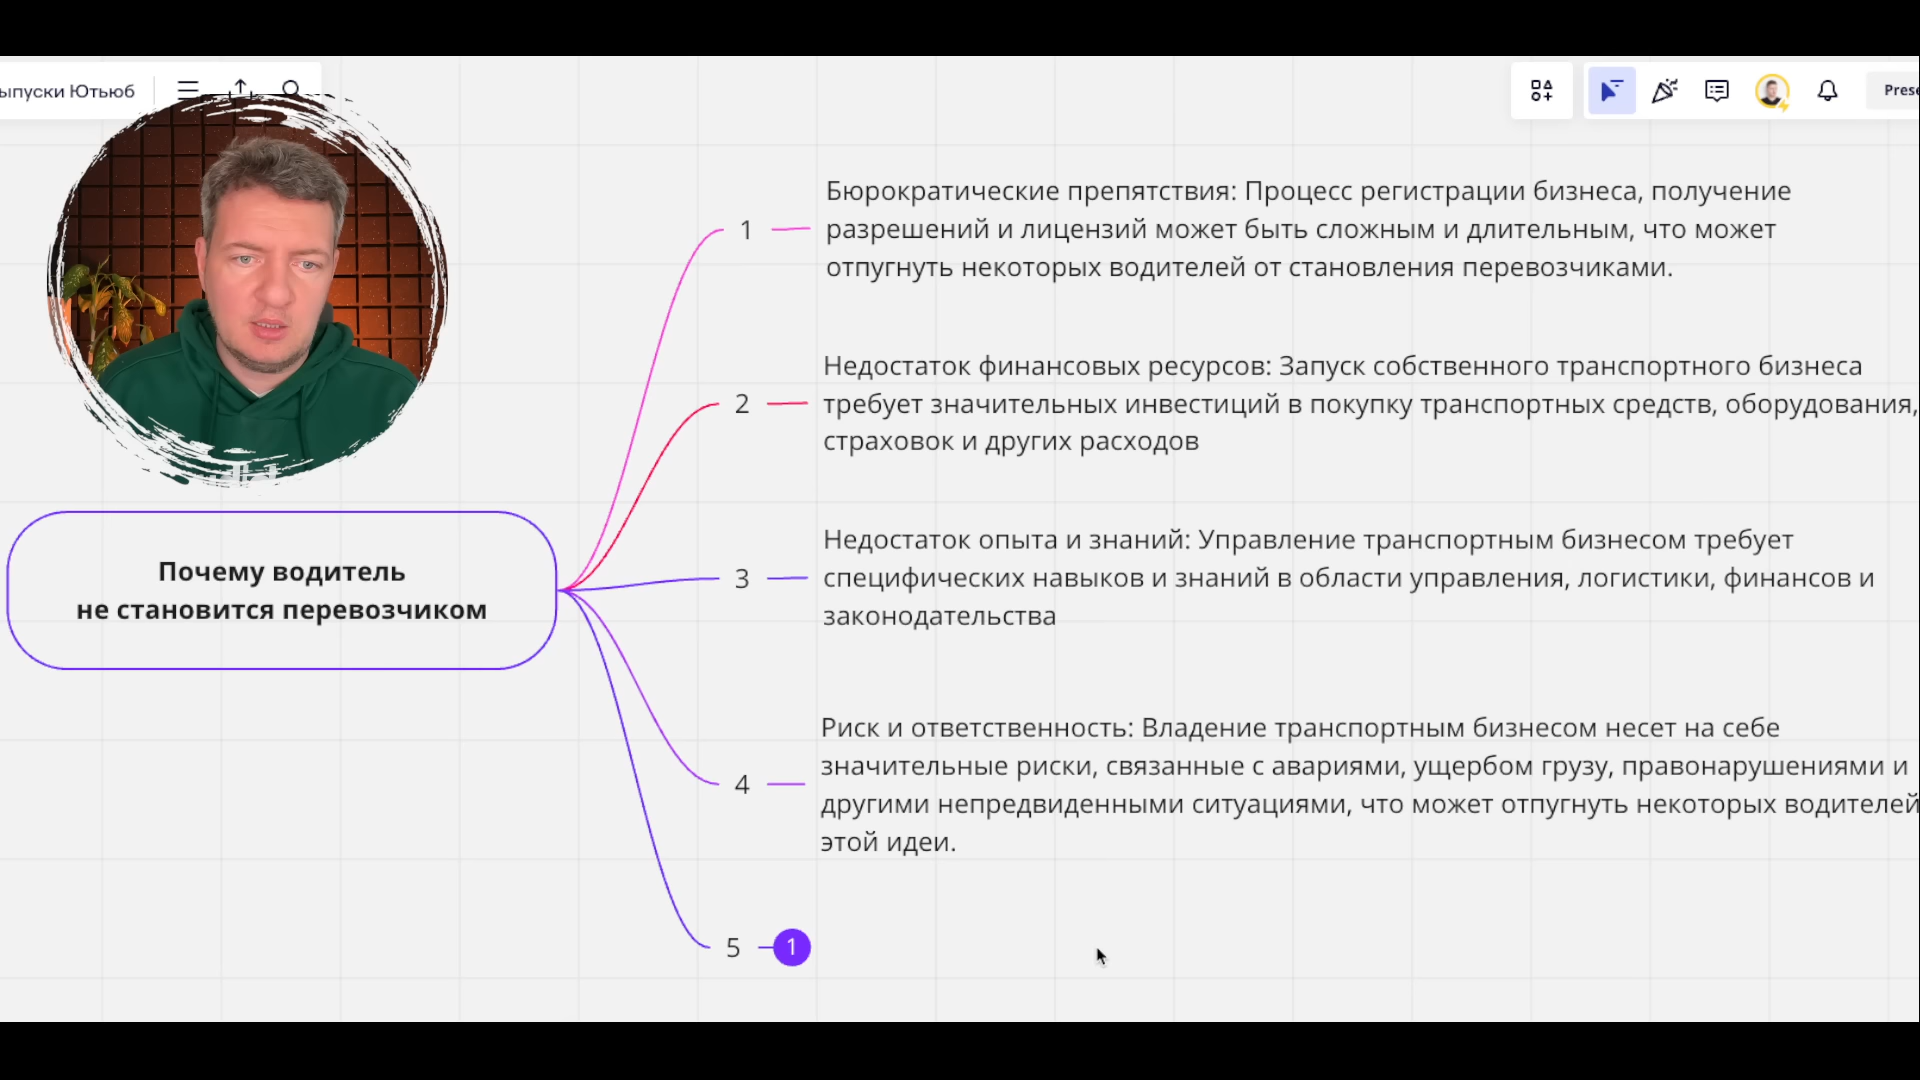 ыпуски Ютьюб
Prese
1
Бюрократические препятствия: Процесс регистрации бизнеса, получение
разрешений и лицензий может быть сложным и длительным, что может
отпугнуть некоторых водителей от становления перевозчиками.
2
Недостаток финансовых ресурсов: Запуск собственного транспортного бизнеса
требует значительных инвестиций в покупку транспортных средств, оборудования,
страховок и других расходов
Почему водитель
не становится перевозчиком
3
Недостаток опыта и знаний: Управление транспортным бизнесом требует
специфических навыков и знаний в области управления, логистики, финансов и
законодательства
4
Риск и ответственность: Владение транспортным бизнесом несет на себе
значительные риски, связанные с авариями, ущербом грузу, правонарушениями и
другими непредвиденными ситуациями, что может отпугнуть некоторых водителей
этой идеи.
5
1